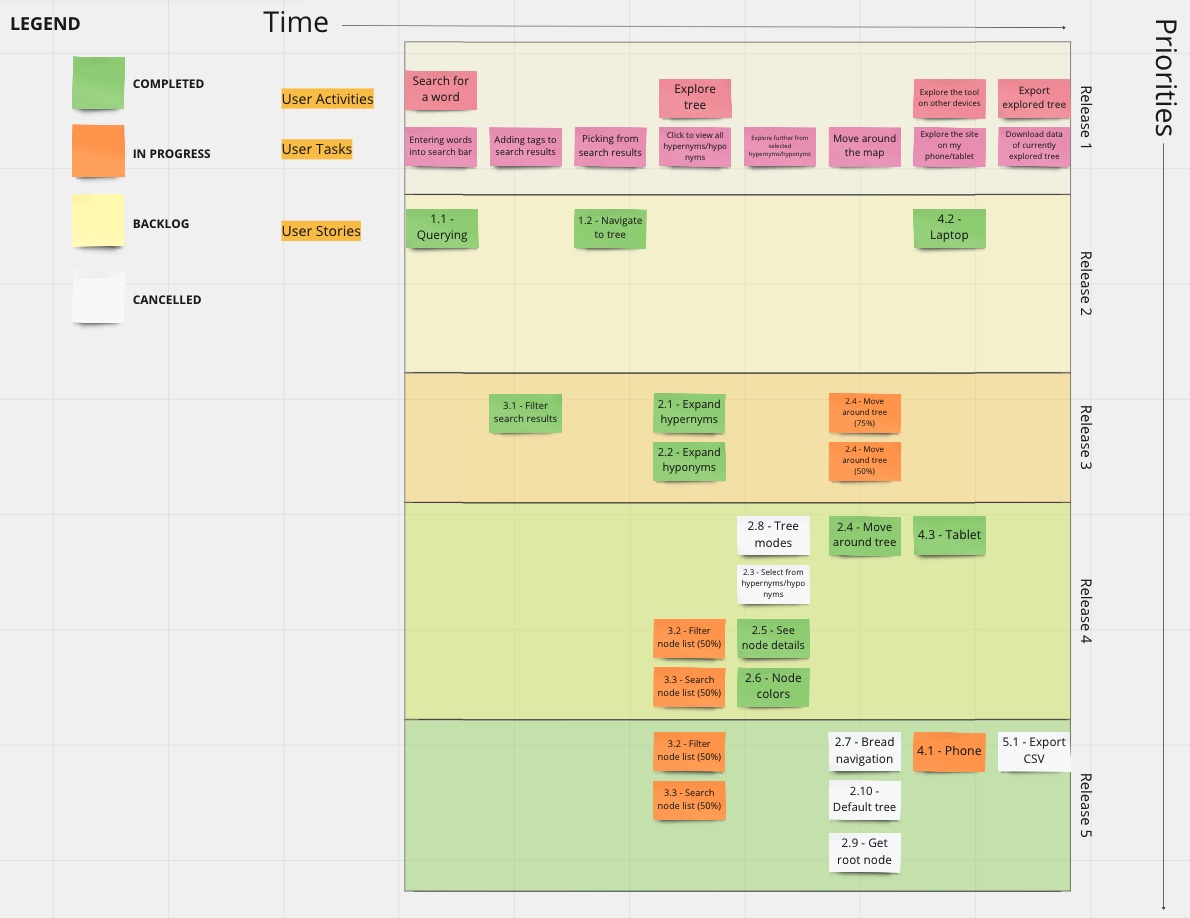 LEGEND
COMPLETED
IN PROGRESS
BACKLOG
CANCELLED
Time
Priorities
User Activities
User Tasks
User Stories
Search for
a word
Explore
tree
Explore the tool
on other devices
Export
explored tree
Entering words
into search bar
Adding tags to
search results
Picking from
search results
Click to view all
hypernyms/hypo
nyms
Explore further from
selected
hypernyms/hyponyms
Move around
the map
Explore the site
on my
phone/tablet
Download data
of currently
explored tree
Release 1
1.1 -
Querying
1.2 - Navigate
to tree
4.2 -
Laptop
Release 2
3.1 - Filter
search results
2.1 - Expand
hypernyms
2.2 - Expand
hyponyms
2.4 - Move
around tree
(75%)
2.4 - Move
around tree
(50%)
Release 3
2.8 - Tree
modes
2.4 - Move
around tree
4.3 - Tablet
2.3 - Select from
hypernyms/hypo
nyms
3.2 - Filter
node list (50%)
2.5 - See
node details
3.3 - Search
node list (50%)
2.6 - Node
colors
Release 4
3.2 - Filter
node list (50%)
2.7 - Bread
navigation
4.1 - Phone
5.1 - Export
CSV
3.3 - Search
node list (50%)
2.10 -
Default tree
2.9 - Get
root node
Release 5